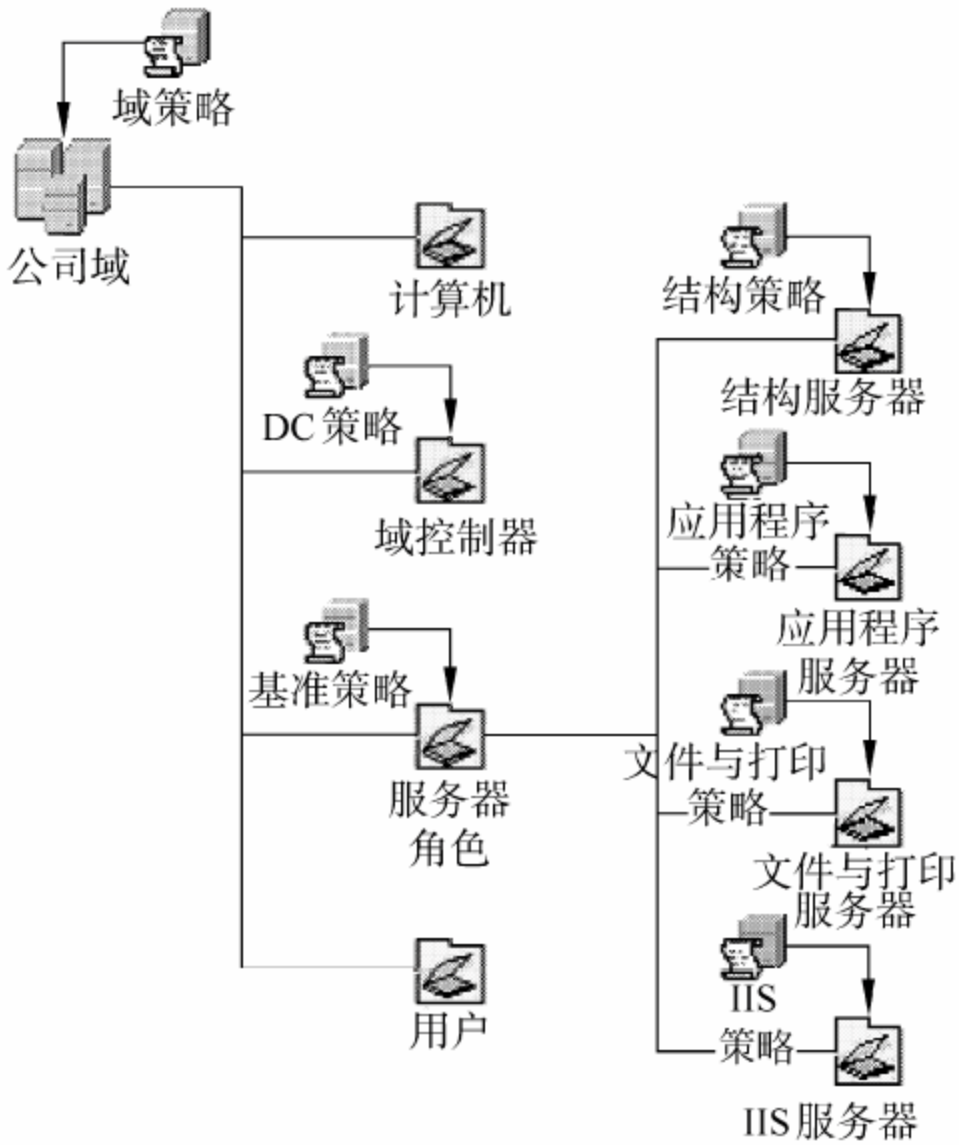 域策略
公司域
计算机
DC 策略
域控制器
基准策略
服务器
角色
用户
结构策略
结构服务器
应用程序
策略
应用程序
服务器
文件与打印
策略
文件与打印
服务器
IIS
策略
IIS 服务器